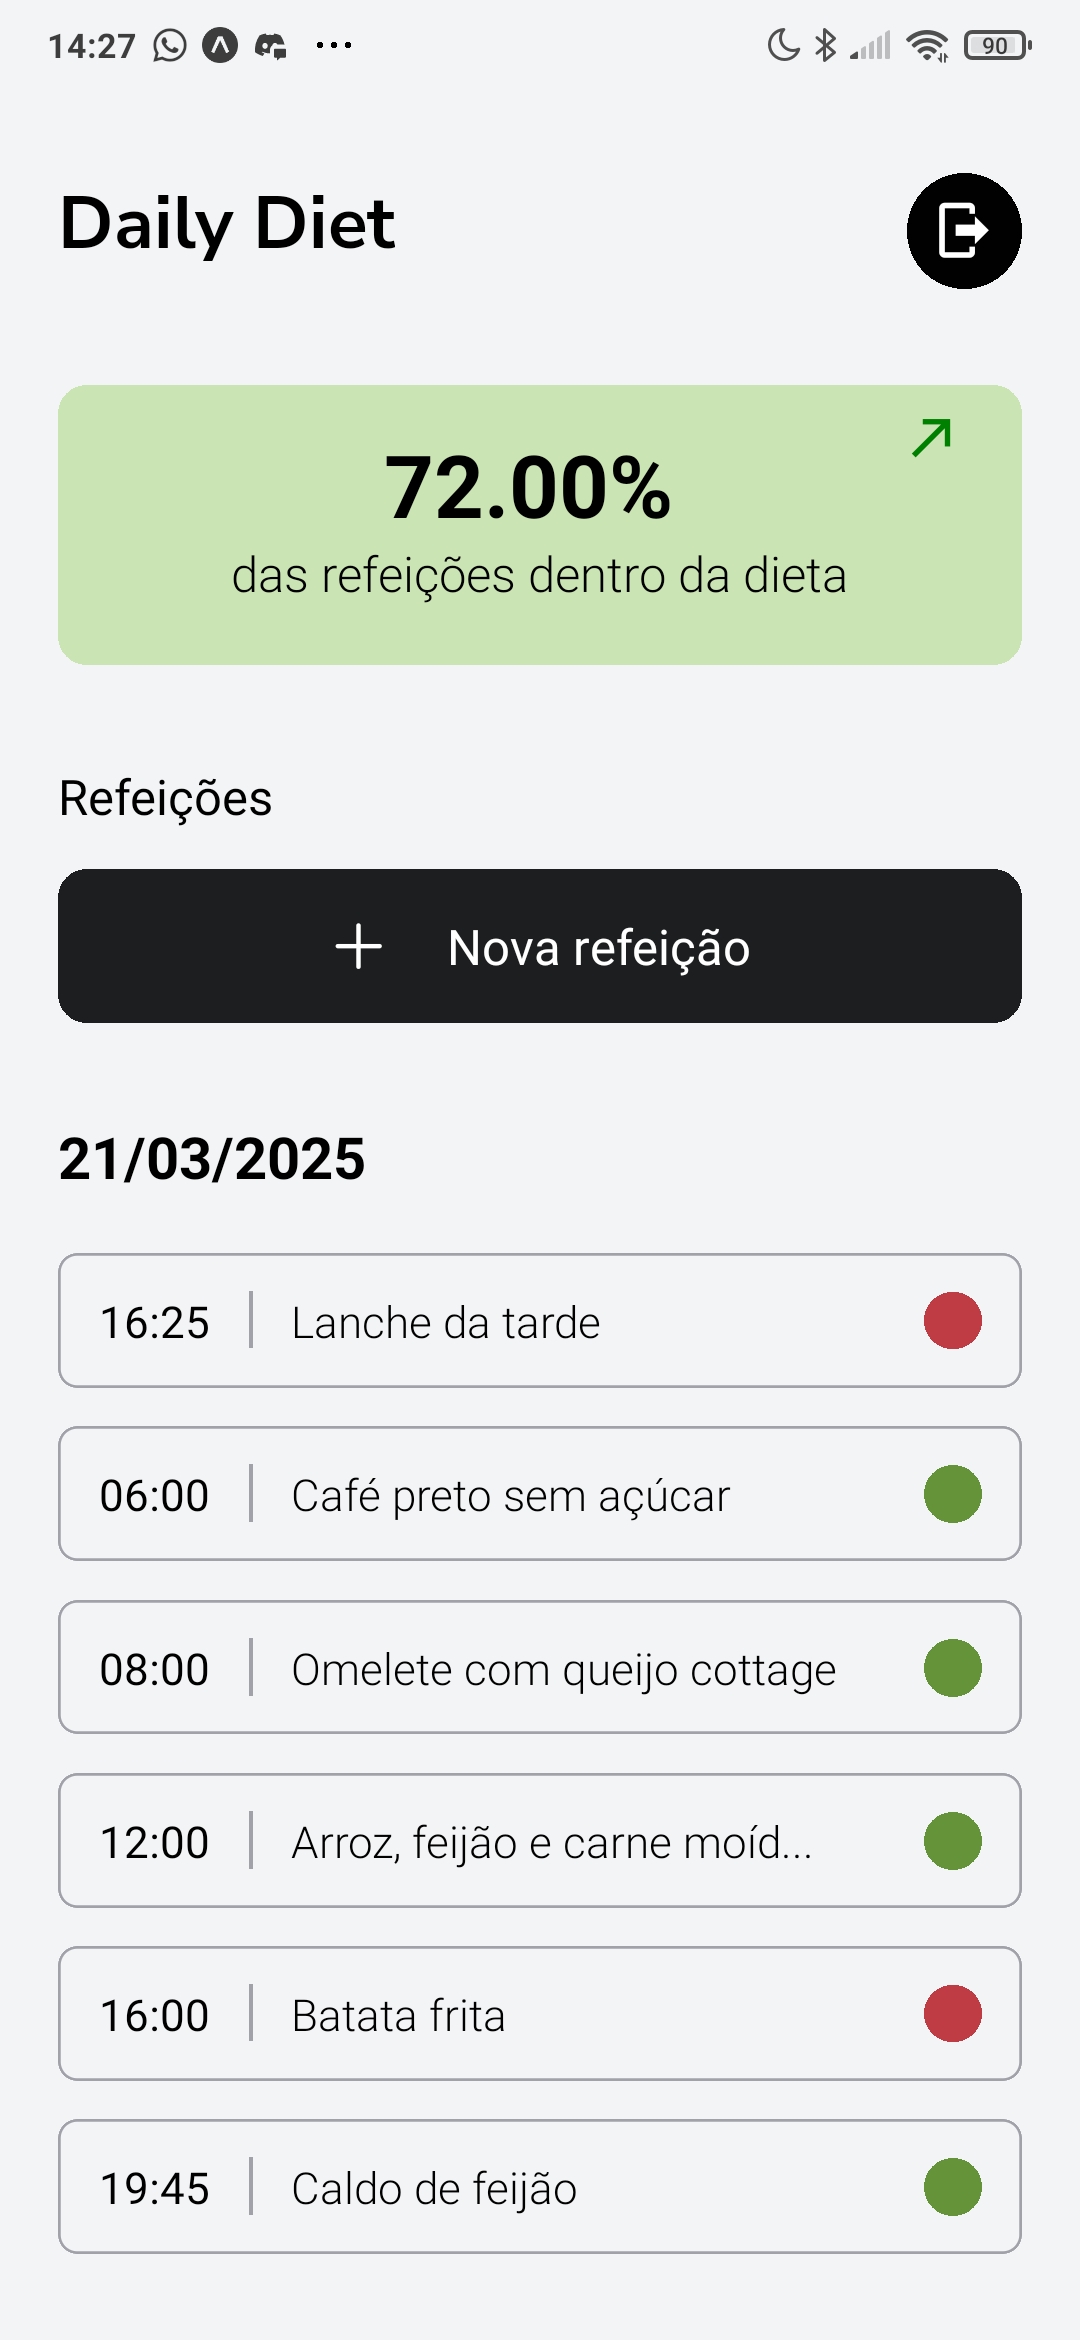 14:27
90
Daily Diet
72.00%
das refeições dentro da dieta
Refeições
Nova refeição
21/03/2025
16:25 Lanche da tarde
06:00 Café preto sem açúcar
08:00 Omelete com queijo cottage
12:00 Arroz, feijão e carne moíd...
16:00 Batata frita
19:45 Caldo de feijão